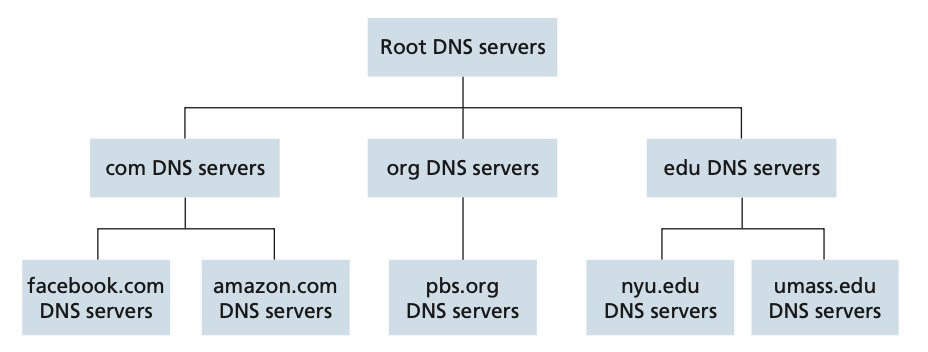 Root DNS servers
com DNS servers
org DNS servers
edu DNS servers
facebook.com
DNS servers
amazon.com
DNS servers
pbs.org
DNS servers
nyu.edu
DNS servers
umass.edu
DNS servers